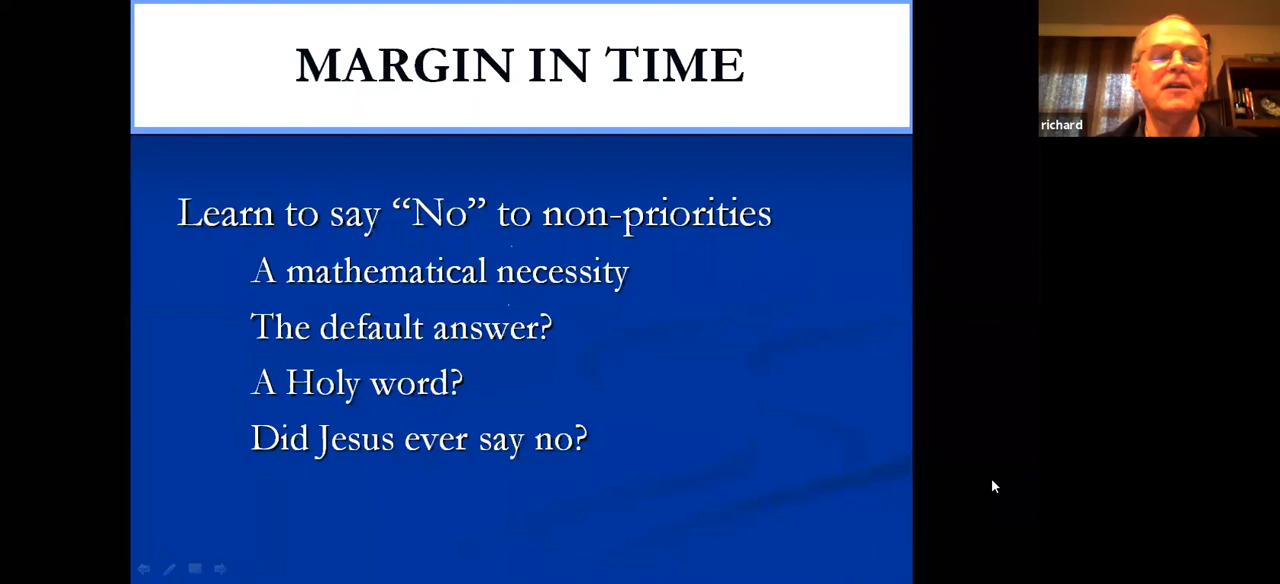 MARGIN IN TIME
Learn to say “No” to non-priorities
A mathematical necessity
The default answer?
A Holy word?
Did Jesus ever say no?
richard